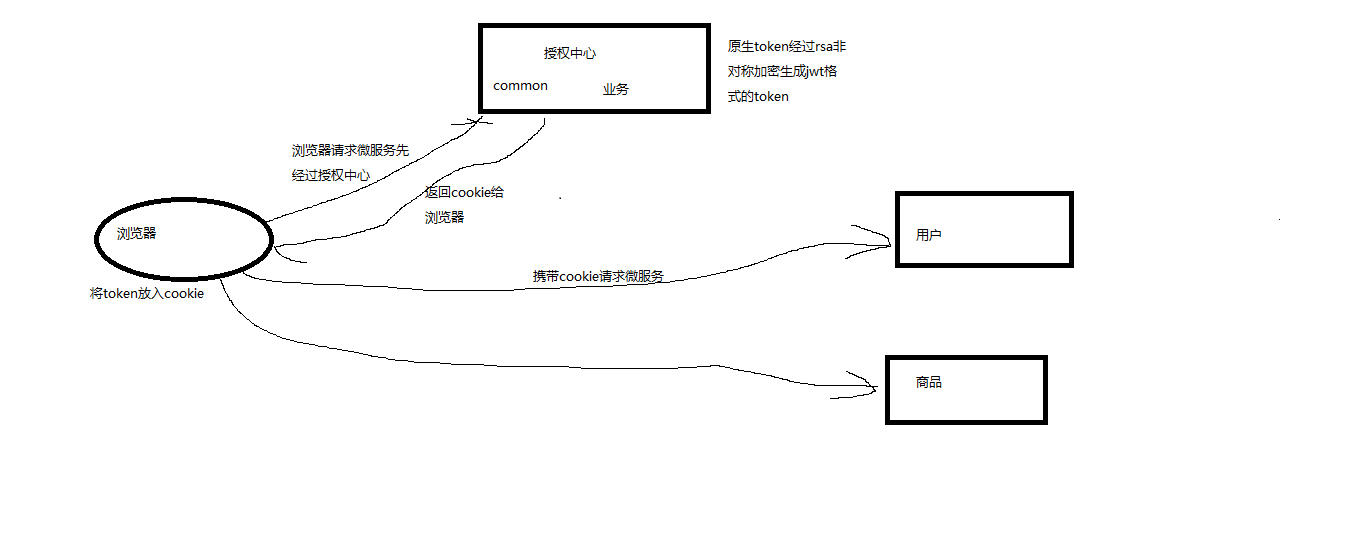 授权中心
common
业务
原生token经过rsa非
对称加密生成jwt格
式的token
浏览器请求微服务先
经过授权中心
返回cookie给
浏览器
浏览器
用户
携带cookie请求微服务
将token放入cookie
商品